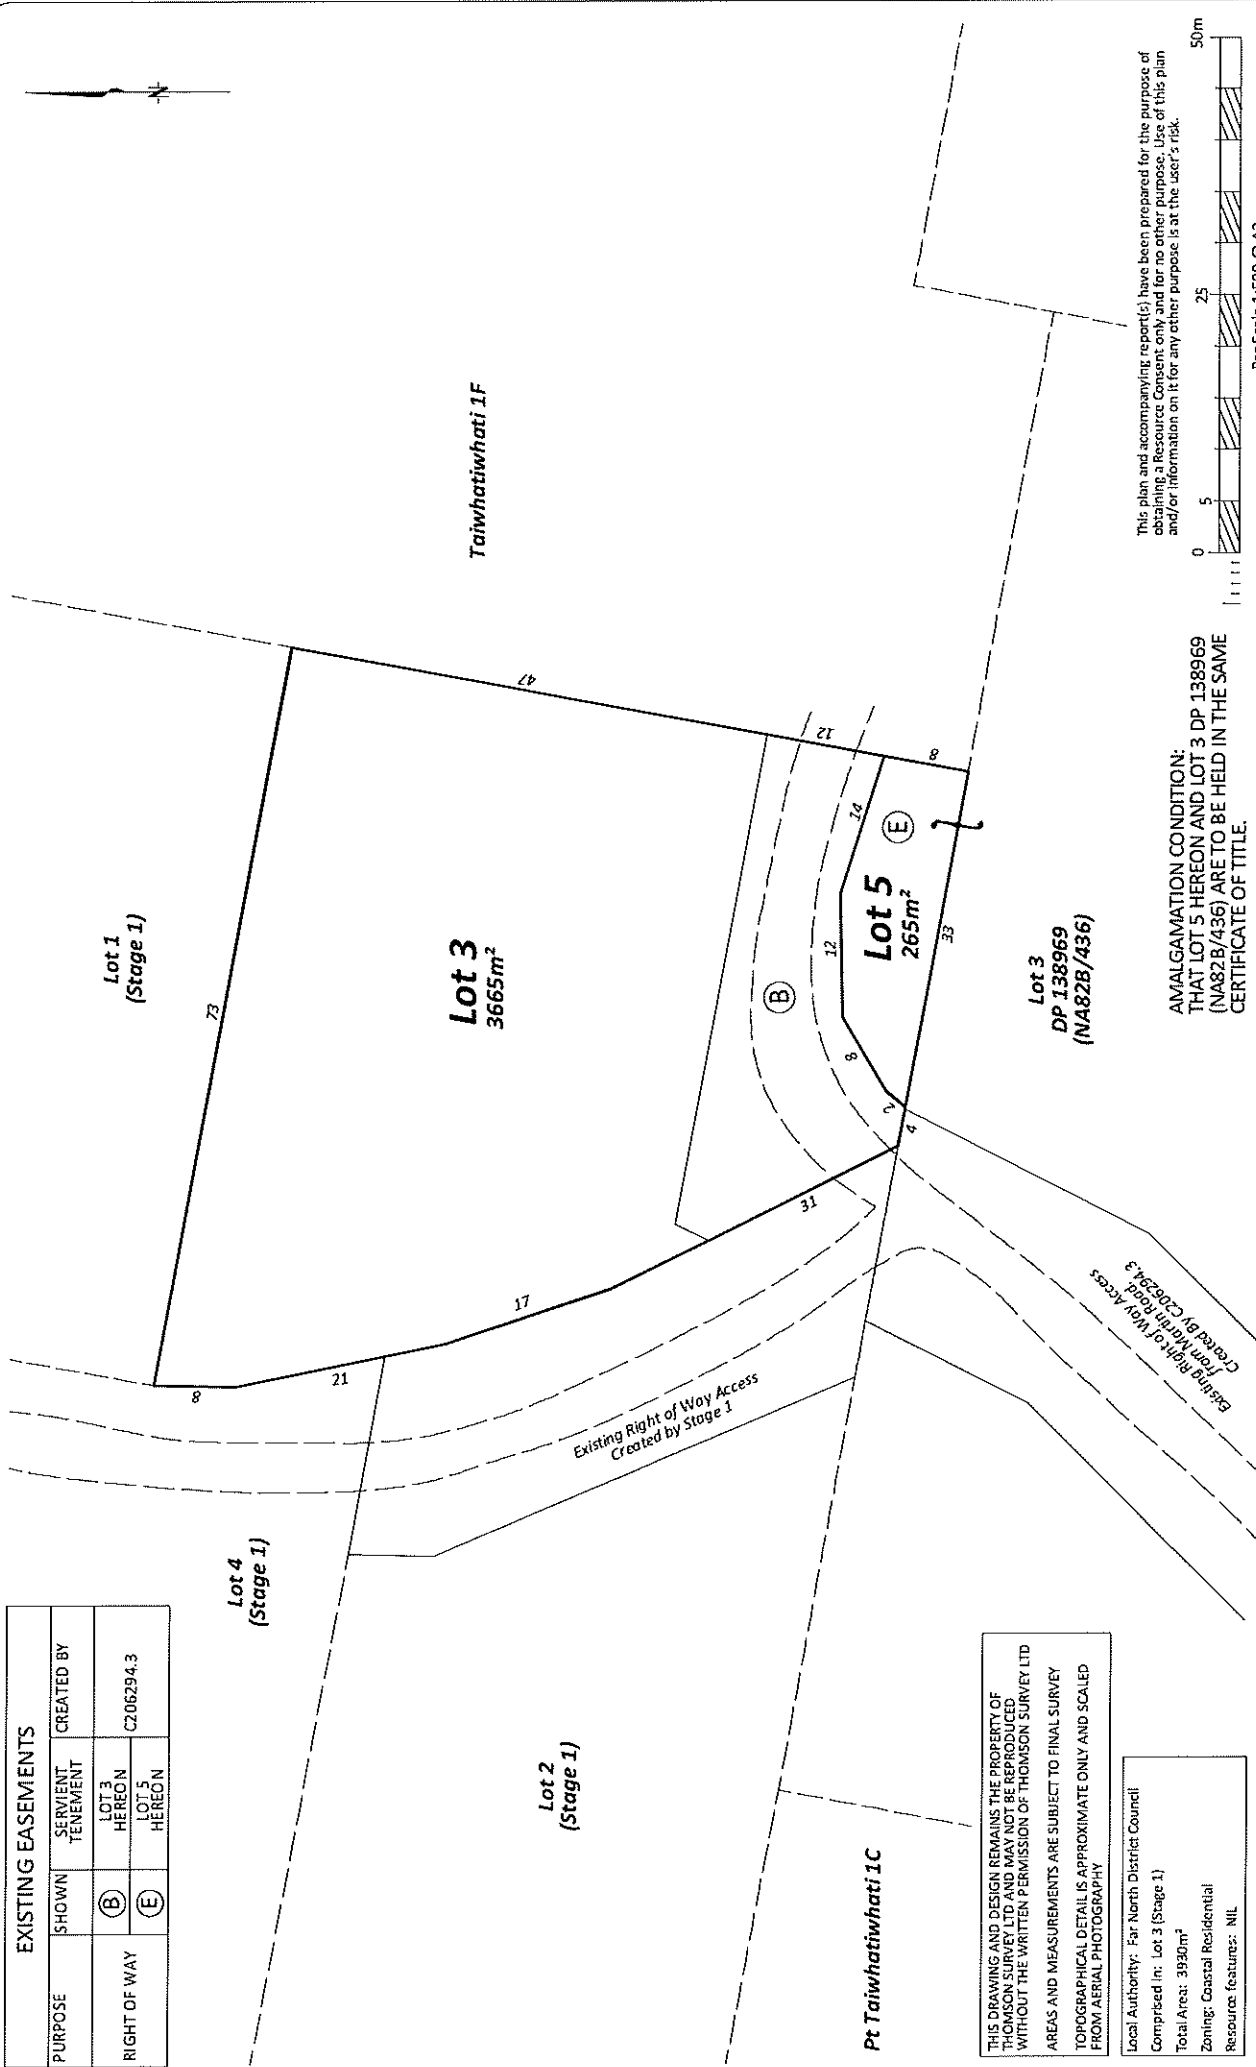 EXISTING EASEMENTS
PURPOSE SHOWN SERVIENT TENEMENT CREATED BY
RIGHT OF WAY
B LOT 3 HEREON
E LOT 5 HEREON
C206294.3
N
Lot 1
(Stage 1)
Lot 4
(Stage 1)
Lot 2
(Stage 1)
Pt Taiwhatiwhati 1C
Taiwhatiwhati 1F
Lot 3
3665m²
Lot 5
265m²
B
E
73
47
12
8
14
12
8
2
4
33
31
17
21
8
Existing Right of Way Access
Created by Stage 1
Existing Right of Way Access
from Martin Road.
Created By C206294.3
Lot 3
DP 138969
(NA82B/436)
THIS DRAWING AND DESIGN REMAINS THE PROPERTY OF
THOMSON SURVEY LTD AND MAY NOT BE REPRODUCED
WITHOUT THE WRITTEN PERMISSION OF THOMSON SURVEY LTD
AREAS AND MEASUREMENTS ARE SUBJECT TO FINAL SURVEY
TOPOGRAPHICAL DETAIL IS APPROXIMATE ONLY AND SCALED
FROM AERIAL PHOTOGRAPHY
Local Authority: Far North District Council
Comprised in: Lot 3 (Stage 1)
Total Area: 3930m²
Zoning: Coastal Residential
Resource features: NIL
AMALGAMATION CONDITION:
THAT LOT 5 HEREON AND LOT 3 DP 138969
(NA82B/436) ARE TO BE HELD IN THE SAME
CERTIFICATE OF TITLE.
This plan and accompanying report(s) have been prepared for the purpose of
obtaining a Resource Consent only and for no other purpose. Use of this plan
and/or information on it for any other purpose is at the user's risk.
0 5 25 50m